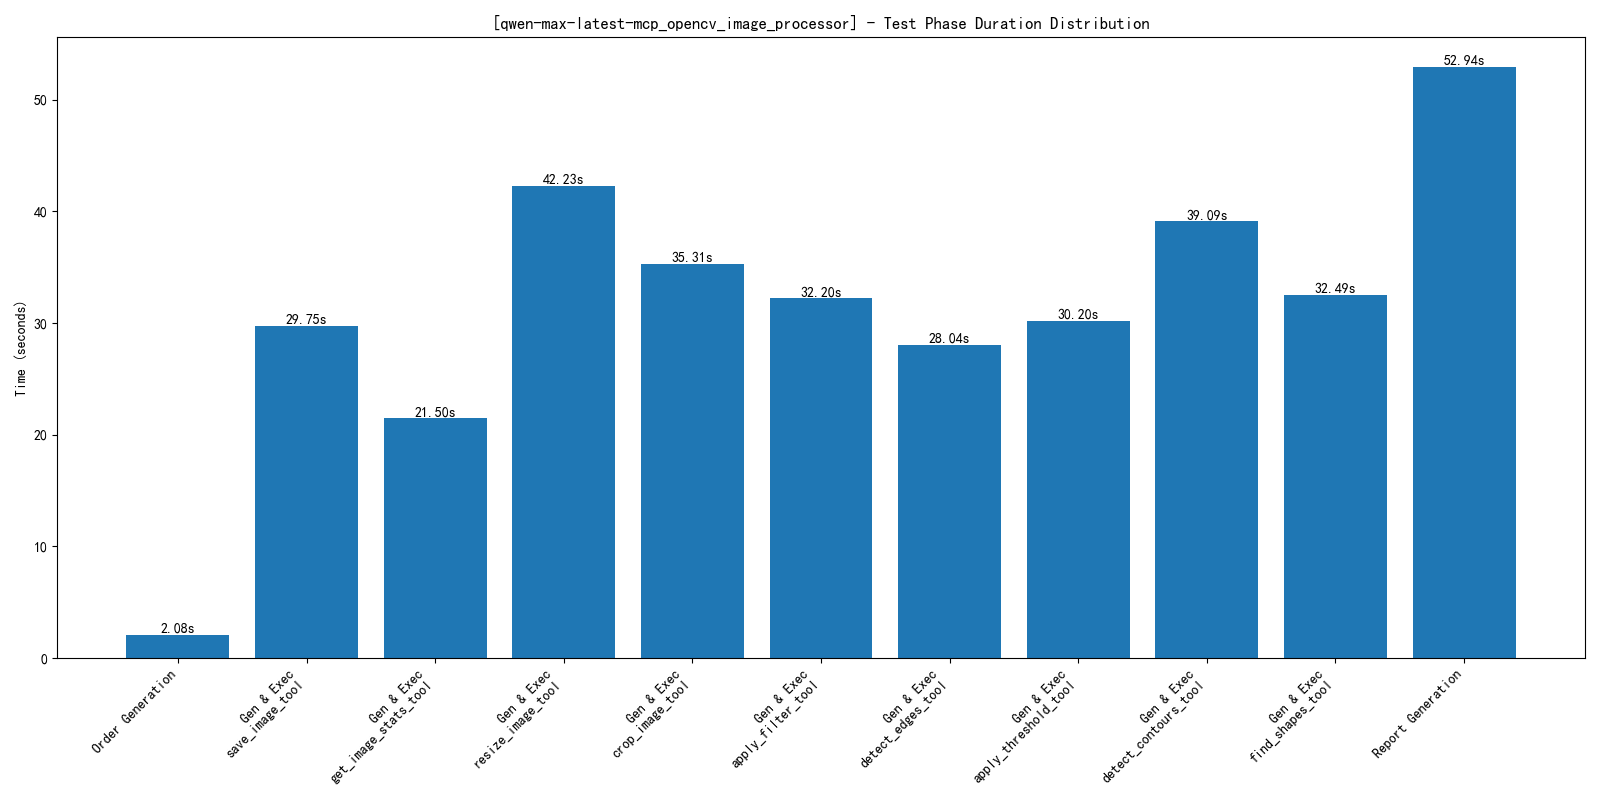 [qwen-max-latest-mcp_opencv_image_processor] - Test Phase Duration Distribution
Time (seconds)
50
40
30
20
10
0
2.08s
29.75s
21.50s
42.23s
35.31s
32.20s
28.04s
30.20s
39.09s
32.49s
52.94s
Order Generation
Gen & Exec
save_image_tool
Gen & Exec
get_image_stats_tool
Gen & Exec
resize_image_tool
Gen & Exec
crop_image_tool
Gen & Exec
apply_filter_tool
Gen & Exec
detect_edges_tool
Gen & Exec
apply_threshold_tool
Gen & Exec
detect_contours_tool
Gen & Exec
find_shapes_tool
Report Generation